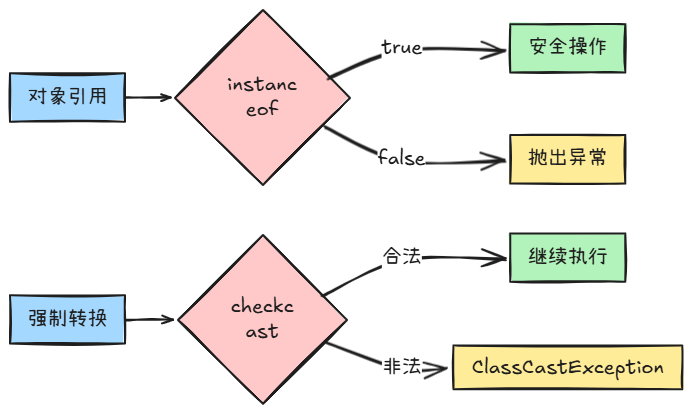 对象引用
instanc
eof
true
安全操作
false
抛出异常
强制转换
checkc
ast
合法
继续执行
非法
ClassCastException